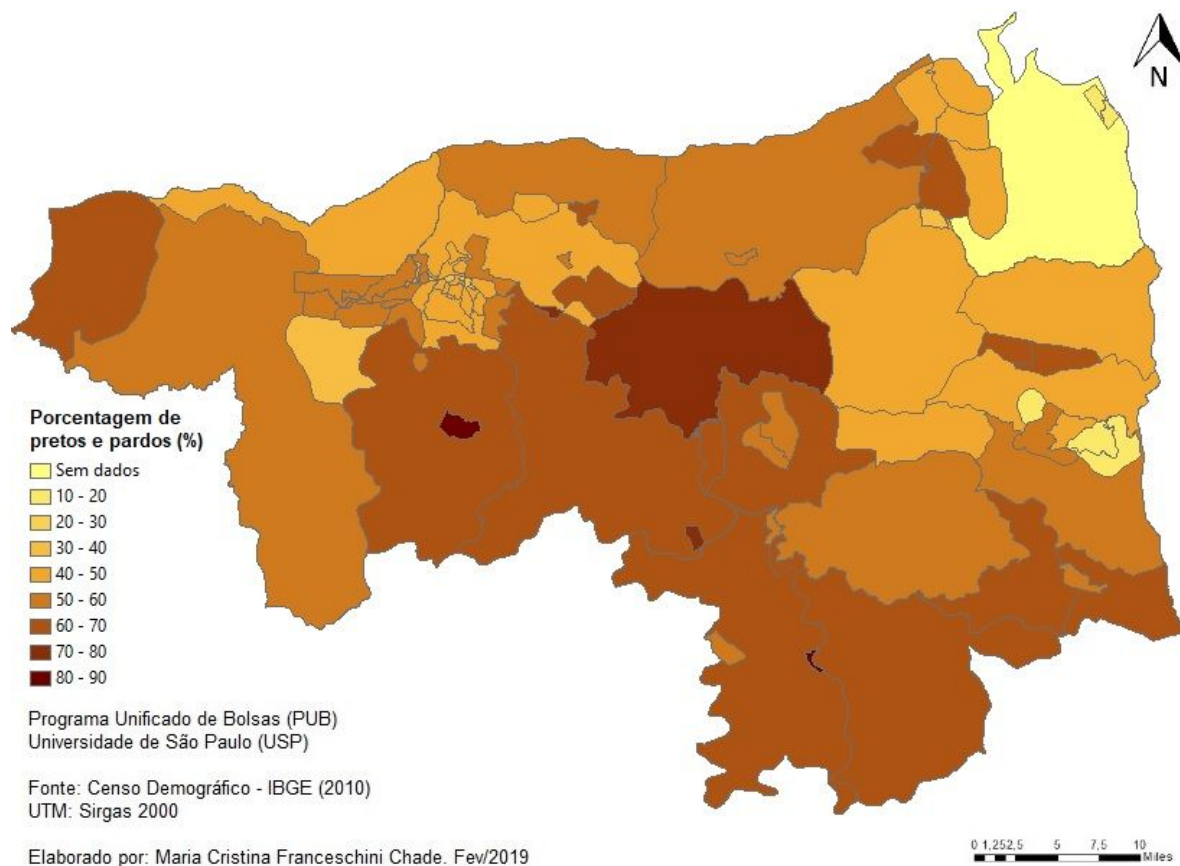 N
Porcentagem de
pretos e pardos (%)
Sem dados
10 - 20
20 - 30
30 - 40
40 - 50
50 - 60
60 - 70
70 - 80
80 - 90
Programa Unificado de Bolsas (PUB)
Universidade de São Paulo (USP)
Fonte: Censo Demográfico - IBGE (2010)
UTM: Sirgas 2000
Elaborado por: Maria Cristina Franceschini Chade. Fev/2019
0 1,252,5 5 7,5 10
Miles